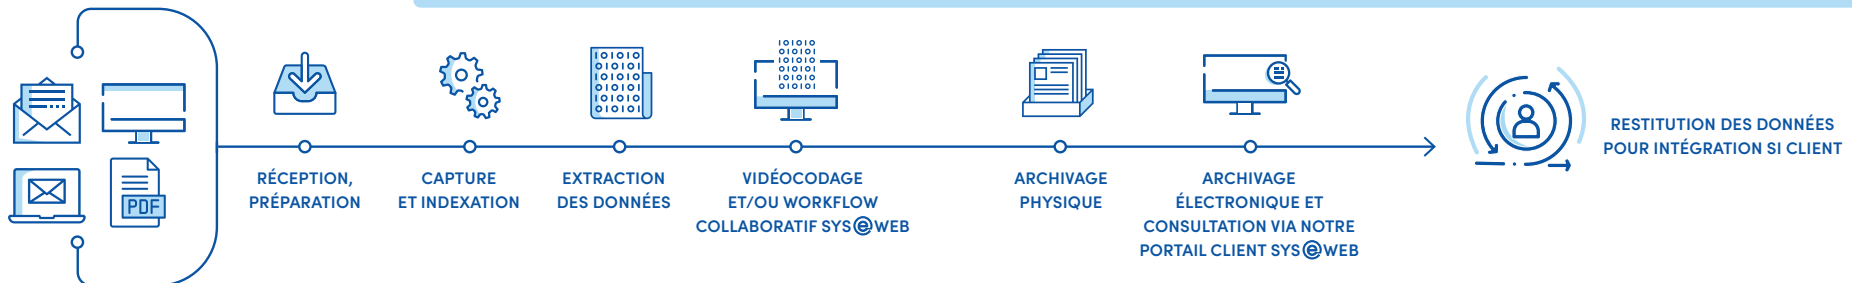 PDF
RÉCEPTION,
PRÉPARATION
CAPTURE
ET INDEXATION
EXTRACTION
DES DONNÉES
VIDÉOCODAGE
ET/OU WORKFLOW
COLLABORATIF SYS@WEB
ARCHIVAGE
PHYSIQUE
ARCHIVAGE
ÉLECTRONIQUE ET
CONSULTATION VIA NOTRE
PORTAIL CLIENT SYS@WEB
RESTITUTION DES DONNÉES
POUR INTÉGRATION SI CLIENT